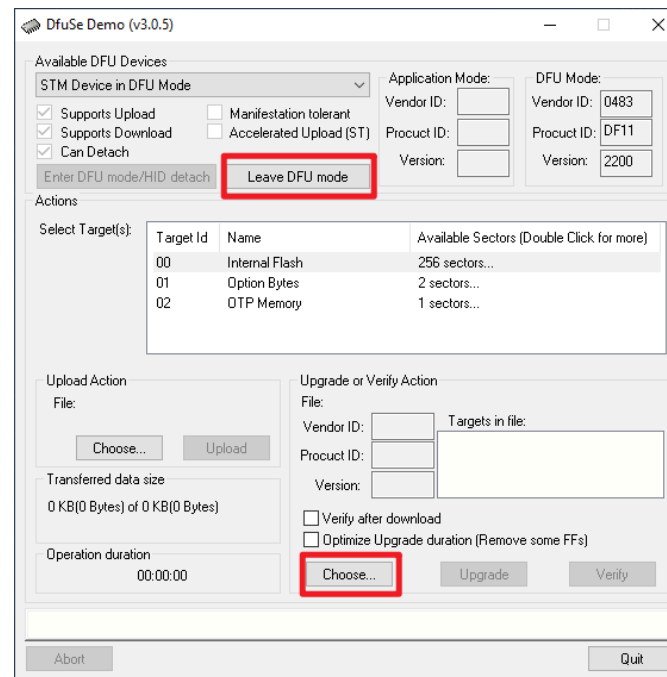 DfuSe Demo (v3.0.5)
Available DFU Devices
STM Device in DFU Mode
Supports Upload
Manifestation tolerant
Supports Download
Accelerated Upload (ST)
Can Detach
Enter DFU mode/HID detach
Leave DFU mode
Application Mode:
Vendor ID:
Procuct ID:
Version:
DFU Mode:
Vendor ID: 0483
Procuct ID: DF11
Version: 2200
Actions
Select Target(s):
Target Id Name Available Sectors (Double Click for more)
00 Internal Flash 256 sectors...
01 Option Bytes 2 sectors...
02 OTP Memory 1 sectors...
Upload Action
File:
Choose... Upload
Transferred data size
0 KB(0 Bytes) of 0 KB(0 Bytes)
Operation duration
00:00:00
Upgrade or Verify Action
File:
Vendor ID:
Procuct ID:
Version:
Targets in file:
Verify after download
Optimize Upgrade duration (Remove some FFs)
Choose... Upgrade Verify
Abort Quit